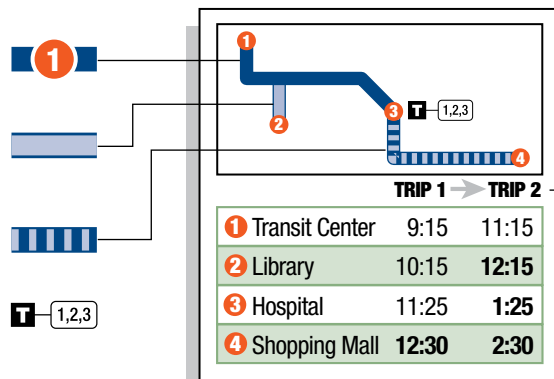 1
1
2
3 T 1,2,3
4
TRIP 1 TRIP 2
1 Transit Center 9:15 11:15
2 Library 10:15 12:15
3 Hospital 11:25 1:25
4 Shopping Mall 12:30 2:30
T 1,2,3